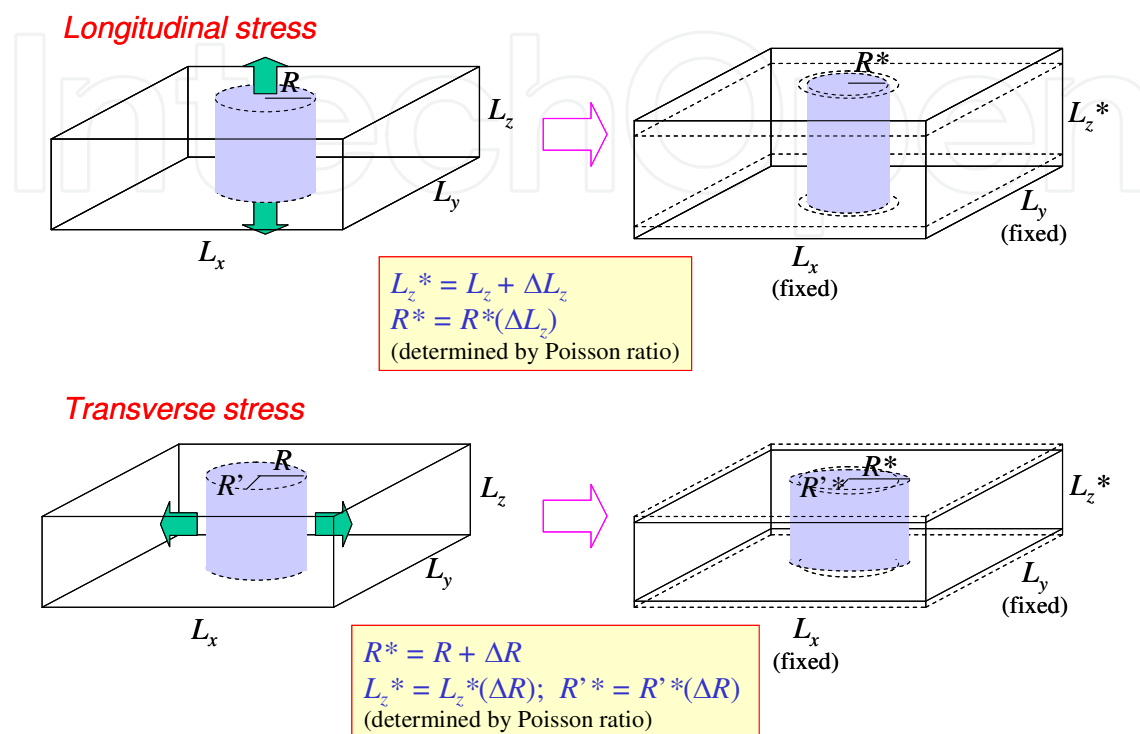 IntechOpen
Longitudinal stress
R
L_z
L_y
L_x
R*
L_z*
L_y
(fixed)
L_x
(fixed)
L_z* = L_z + ΔL_z
R* = R*(ΔL_z)
(determined by Poisson ratio)
Transverse stress
R
R'
L_z
L_y
L_x
R*
R'*
L_z*
L_y
(fixed)
L_x
(fixed)
R* = R + ΔR
L_z* = L_z*(ΔR); R'* = R'*(ΔR)
(determined by Poisson ratio)